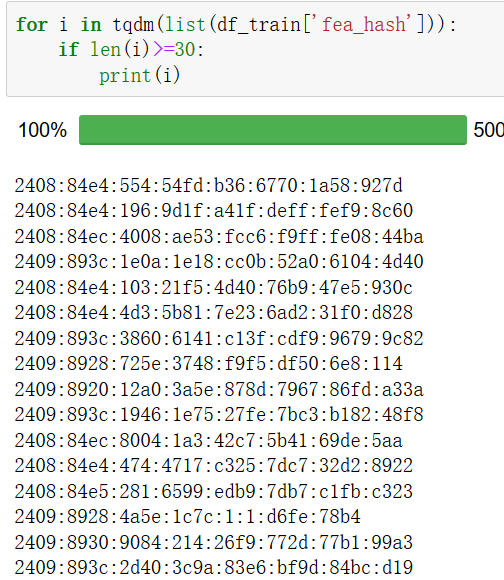 for i in tqdm(list(df_train['fea_hash'])):
    if len(i)>=30:
        print(i)
100% 500
2408:84e4:554:54fd:b36:6770:1a58:927d
2408:84e4:196:9d1f:a41f:deff:fef9:8c60
2408:84ec:4008:ae53:fcc6:f9ff:fe08:44ba
2409:893c:1e0a:1e18:cc0b:52a0:6104:4d40
2408:84e4:103:21f5:4d40:76b9:47e5:930c
2408:84e4:4d3:5b81:7e23:6ad2:31f0:d828
2409:893c:3860:6141:c13f:cdf9:9679:9c82
2409:8928:725e:3748:f9f5:df50:6e8:114
2409:8920:12a0:3a5e:878d:7967:86fd:a33a
2409:893c:1946:1e75:27fe:7bc3:b182:48f8
2408:84ec:8004:1a3:42c7:5b41:69de:5aa
2408:84e4:474:4717:c325:7dc7:32d2:8922
2408:84e5:281:6599:edb9:7db7:c1fb:c323
2409:8928:4a5e:1c7c:1:1:d6fe:78b4
2409:8930:9084:214:26f9:772d:77b1:99a3
2409:893c:2d40:3c9a:83e6:bf9d:84bc:d19